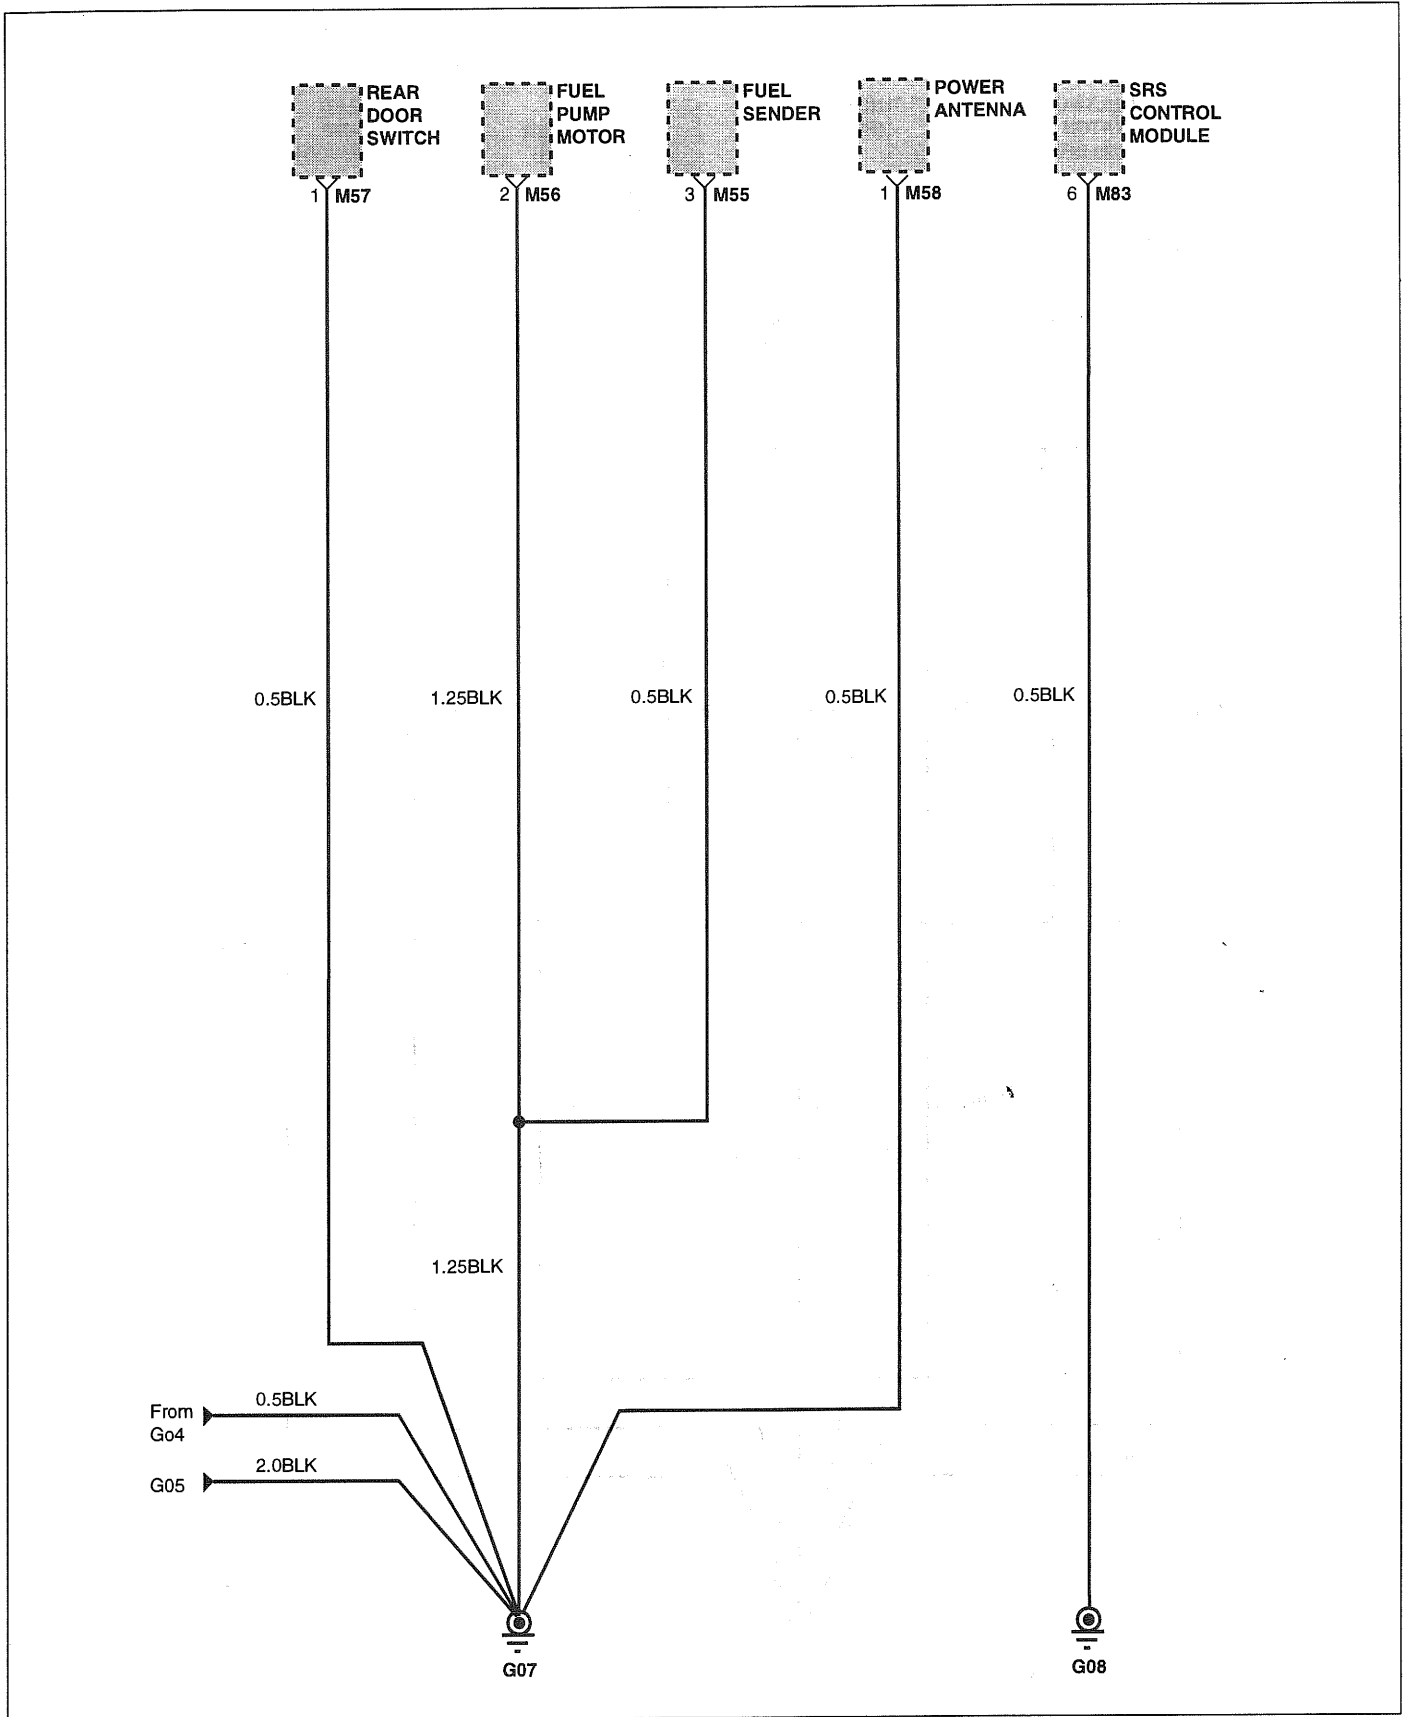 REAR
DOOR
SWITCH
FUEL
PUMP
MOTOR
FUEL
SENDER
POWER
ANTENNA
SRS
CONTROL
MODULE
1 M57
2 M56
3 M55
1 M58
6 M83
0.5BLK
1.25BLK
0.5BLK
0.5BLK
0.5BLK
1.25BLK
0.5BLK
From
Go4
2.0BLK
G05
G07
G08